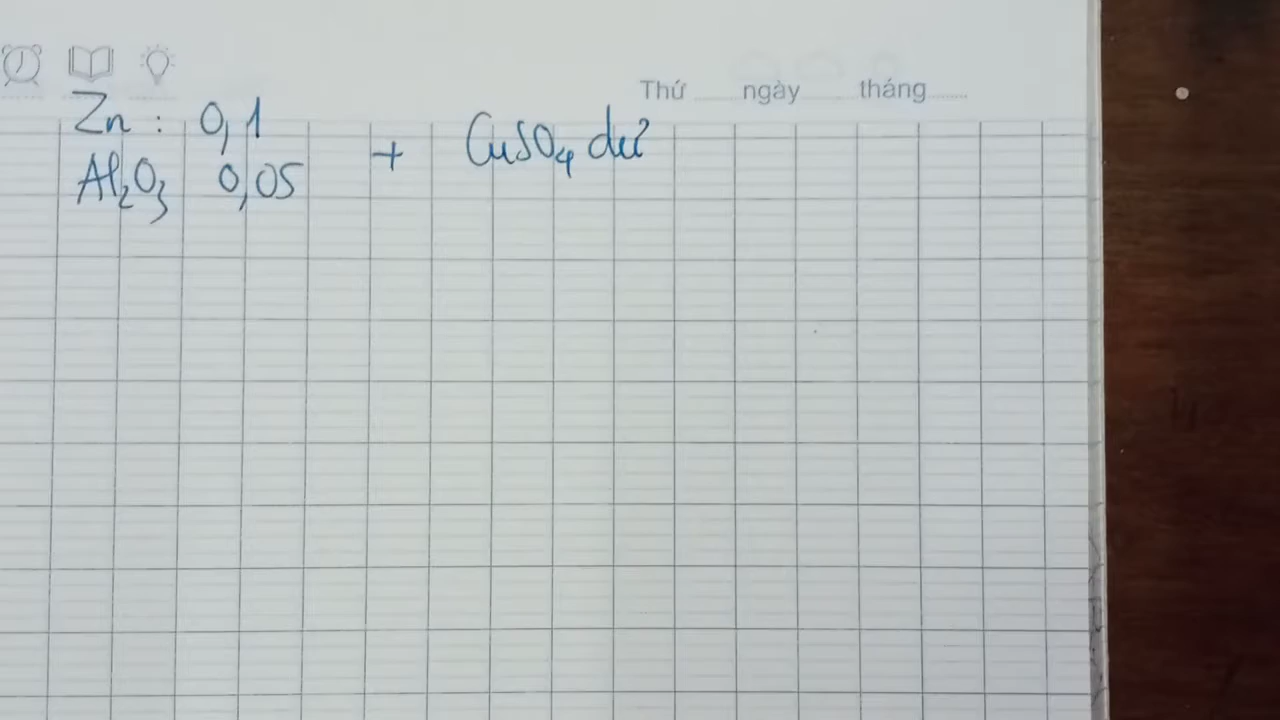 Thứ ...... ngày ...... tháng ......
Zn : 0,1
Al₂O₃ 0,05
+ CuSO₄ dư